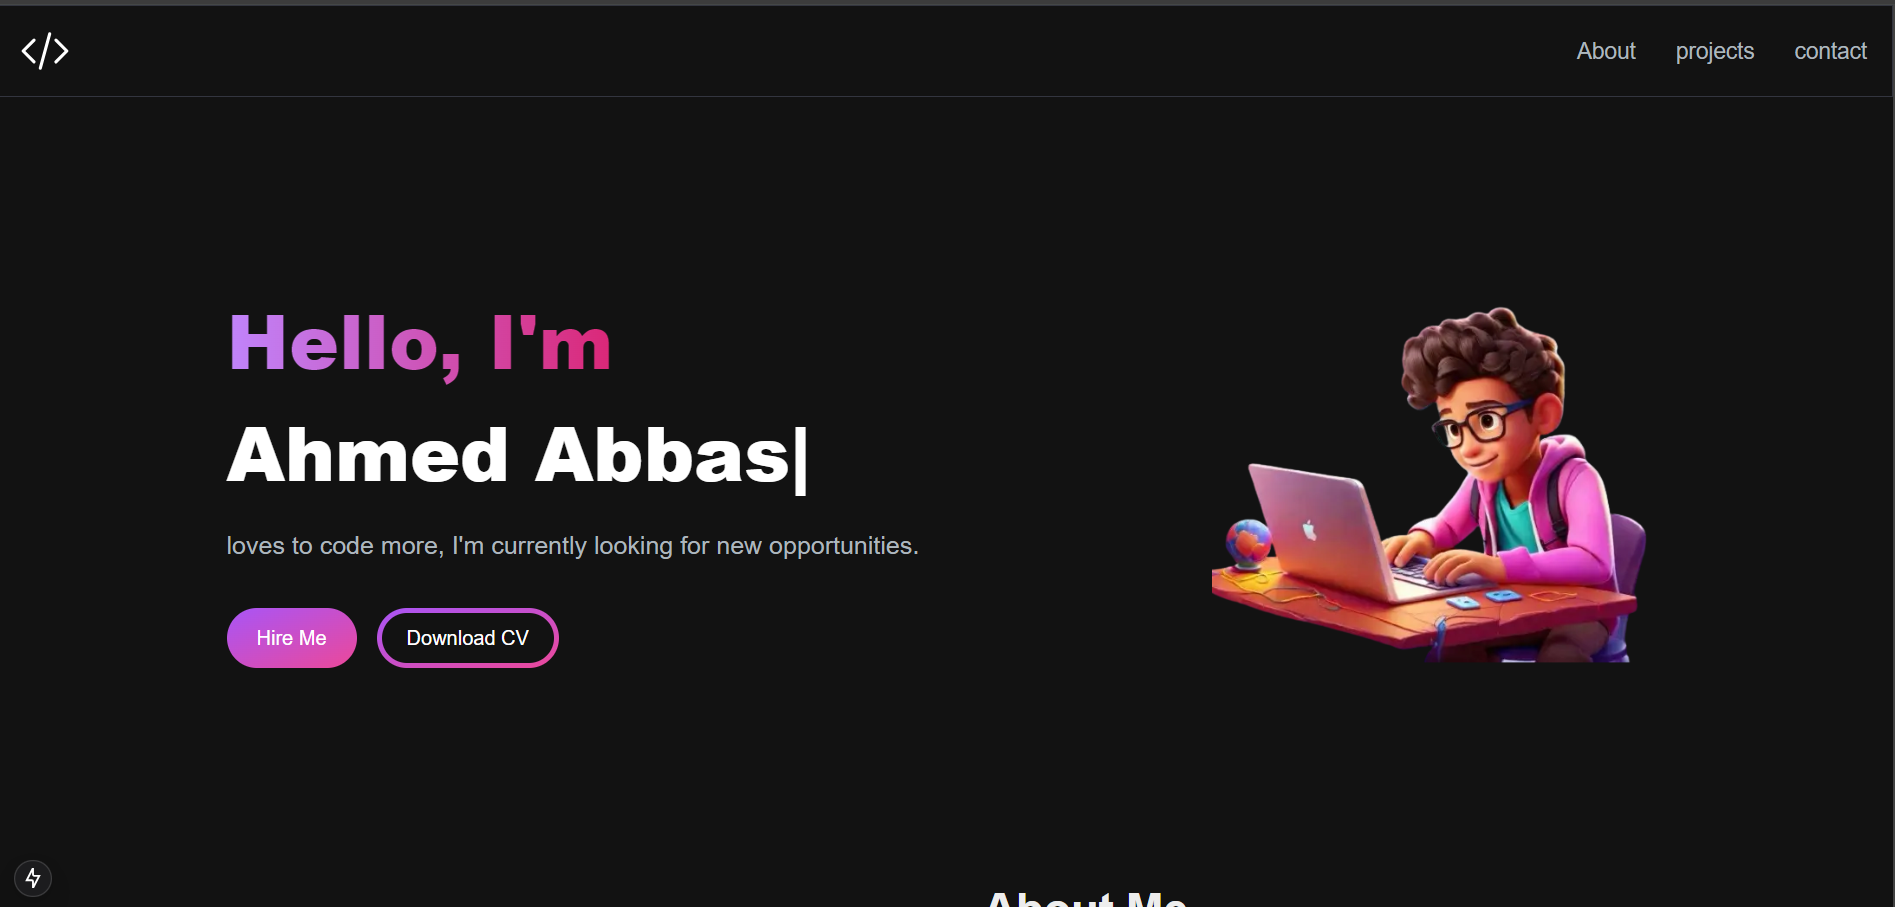 </>
About projects contact
Hello, I'm
Ahmed Abbas|
loves to code more, I'm currently looking for new opportunities.
Hire Me Download CV
About Me